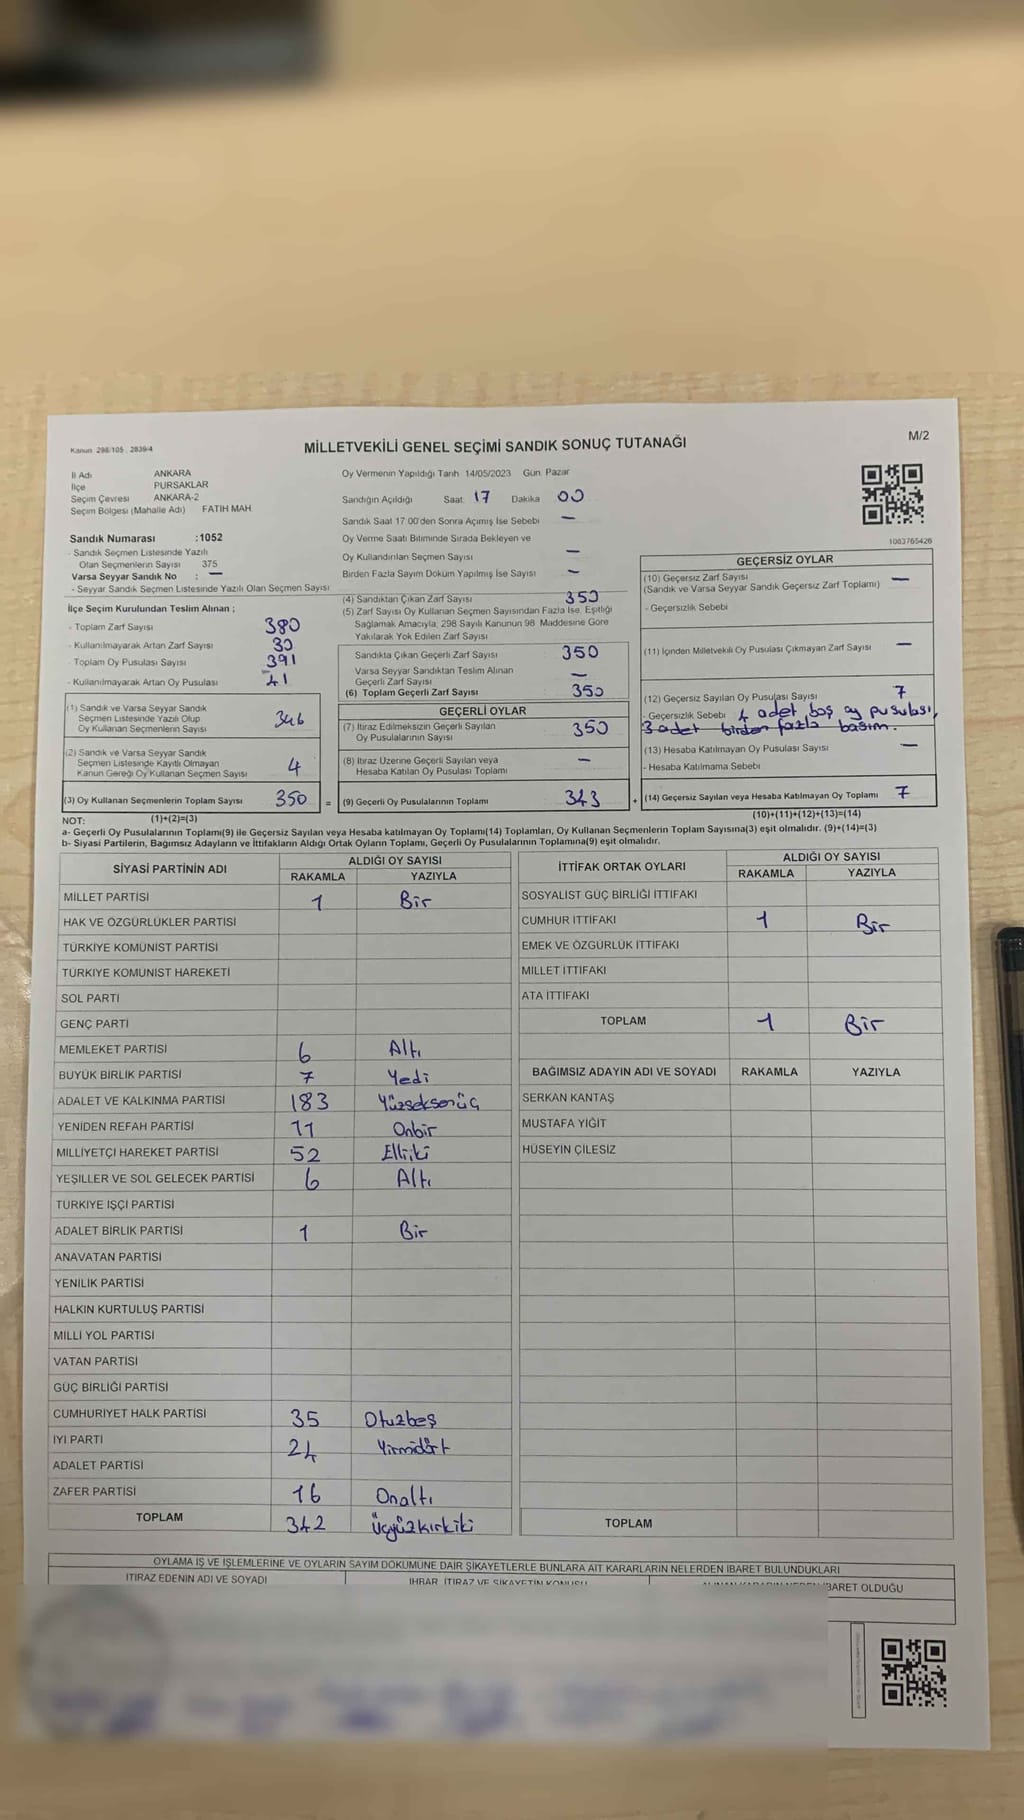 Kanun 298/105, 2839/4
MİLLETVEKİLİ GENEL SEÇİMİ SANDIK SONUÇ TUTANAĞI
M/2
İl Adı ANKARA
İlçe PURSAKLAR
Seçim Çevresi ANKARA-2
Seçim Bölgesi (Mahalle Adı) FATİH MAH
Sandık Numarası :1052
- Sandık Seçmen Listesinde Yazılı
Olan Seçmenlerin Sayısı 375
Varsa Seyyar Sandık No : —
- Seyyar Sandık Seçmen Listesinde Yazılı Olan Seçmen Sayısı
İlçe Seçim Kurulundan Teslim Alınan ;
- Toplam Zarf Sayısı 380
- Kullanılmayarak Artan Zarf Sayısı 30
- Toplam Oy Pusulası Sayısı 391
- Kullanılmayarak Artan Oy Pusulası 41
(1) Sandık ve Varsa Seyyar Sandık
Seçmen Listesinde Yazılı Olup
Oy Kullanan Seçmenlerin Sayısı 346
(2) Sandık ve Varsa Seyyar Sandık
Seçmen Listesinde Kayıtlı Olmayan
Kanun Gereği Oy Kullanan Seçmen Sayısı 4
(3) Oy Kullanan Seçmenlerin Toplam Sayısı 350 =
(1)+(2)=(3)
Oy Vermenin Yapıldığı Tarih 14/05/2023 Gün Pazar
Sandığın Açıldığı Saat 17 Dakika 00
Sandık Saat 17 00'den Sonra Açımış İse Sebebi —
Oy Verme Saati Bitiminde Sırada Bekleyen ve
Oy Kullandırılan Seçmen Sayısı —
Birden Fazla Sayım Döküm Yapılmış İse Sayısı —
(4) Sandıktan Çıkan Zarf Sayısı 350
(5) Zarf Sayısı Oy Kullanan Seçmen Sayısından Fazla İse, Eşitliği
Sağlamak Amacıyla, 298 Sayılı Kanunun 98 Maddesine Göre
Yakılarak Yok Edilen Zarf Sayısı
Sandıkta Çıkan Geçerli Zarf Sayısı 350
Varsa Seyyar Sandıktan Teslim Alınan
Geçerli Zarf Sayısı —
(6) Toplam Geçerli Zarf Sayısı 350
GEÇERLİ OYLAR
(7) İtiraz Edilmeksizin Geçerli Sayılan
Oy Pusulalarının Sayısı 350
(8) İtiraz Üzerine Geçerli Sayılan veya
Hesaba Katılan Oy Pusulası Toplamı —
(9) Geçerli Oy Pusulalarının Toplamı 343 +
1083765426
GEÇERSİZ OYLAR
(10) Geçersiz Zarf Sayısı —
(Sandık ve Varsa Seyyar Sandık Geçersiz Zarf Toplamı)
- Geçersizlik Sebebi
(11) İçinden Milletvekili Oy Pusulası Çıkmayan Zarf Sayısı —
(12) Geçersiz Sayılan Oy Pusulası Sayısı 7
- Geçersizlik Sebebi 4 adet boş oy pusulası,
3 adet birden fazla basım.
(13) Hesaba Katılmayan Oy Pusulası Sayısı —
- Hesaba Katılmama Sebebi
(14) Geçersiz Sayılan veya Hesaba Katılmayan Oy Toplamı 7
(10)+(11)+(12)+(13)=(14)
NOT:
a- Geçerli Oy Pusulalarının Toplamı(9) ile Geçersiz Sayılan veya Hesaba katılmayan Oy Toplamı(14) Toplamları, Oy Kullanan Seçmenlerin Toplam Sayısına(3) eşit olmalıdır. (9)+(14)=(3)
b- Siyasi Partilerin, Bağımsız Adayların ve İttifakların Aldığı Ortak Oyların Toplamı, Geçerli Oy Pusulalarının Toplamına(9) eşit olmalıdır.
SİYASİ PARTİNİN ADI ALDIĞI OY SAYISI
RAKAMLA YAZIYLA
MİLLET PARTİSİ 1 Bir
HAK VE ÖZGÜRLÜKLER PARTİSİ
TÜRKİYE KOMÜNİST PARTİSİ
TÜRKİYE KOMÜNİST HAREKETİ
SOL PARTİ
GENÇ PARTİ
MEMLEKET PARTİSİ 6 Altı
BÜYÜK BİRLİK PARTİSİ 7 Yedi
ADALET VE KALKINMA PARTİSİ 183 Yüzseksenüç
YENİDEN REFAH PARTİSİ 11 Onbir
MİLLİYETÇİ HAREKET PARTİSİ 52 Elliiki
YEŞİLLER VE SOL GELECEK PARTİSİ 6 Altı
TÜRKİYE İŞÇİ PARTİSİ
ADALET BİRLİK PARTİSİ 1 Bir
ANAVATAN PARTİSİ
YENİLİK PARTİSİ
HALKIN KURTULUŞ PARTİSİ
MİLLİ YOL PARTİSİ
VATAN PARTİSİ
GÜÇ BİRLİĞİ PARTİSİ
CUMHURİYET HALK PARTİSİ 35 Otuzbeş
İYİ PARTİ 24 Yirmidört
ADALET PARTİSİ
ZAFER PARTİSİ 16 Onaltı
TOPLAM 342 Üçyüzkırkiki
İTTİFAK ORTAK OYLARI ALDIĞI OY SAYISI
RAKAMLA YAZIYLA
SOSYALİST GÜÇ BİRLİĞİ İTTİFAKI
CUMHUR İTTİFAKI 1 Bir
EMEK VE ÖZGÜRLÜK İTTİFAKI
MİLLET İTTİFAKI
ATA İTTİFAKI
TOPLAM 1 Bir
BAĞIMSIZ ADAYIN ADI VE SOYADI RAKAMLA YAZIYLA
SERKAN KANTAŞ
MUSTAFA YİĞİT
HÜSEYİN ÇİLESİZ
TOPLAM
OYLAMA İŞ VE İŞLEMLERİNE VE OYLARIN SAYIM DÖKÜMÜNE DAİR ŞİKAYETLERLE BUNLARA AİT KARARLARIN NELERDEN İBARET BULUNDUKLARI
İTİRAZ EDENİN ADI VE SOYADI İHBAR, İTİRAZ VE ŞİKAYETİN KONUSU İBARET OLDUĞU